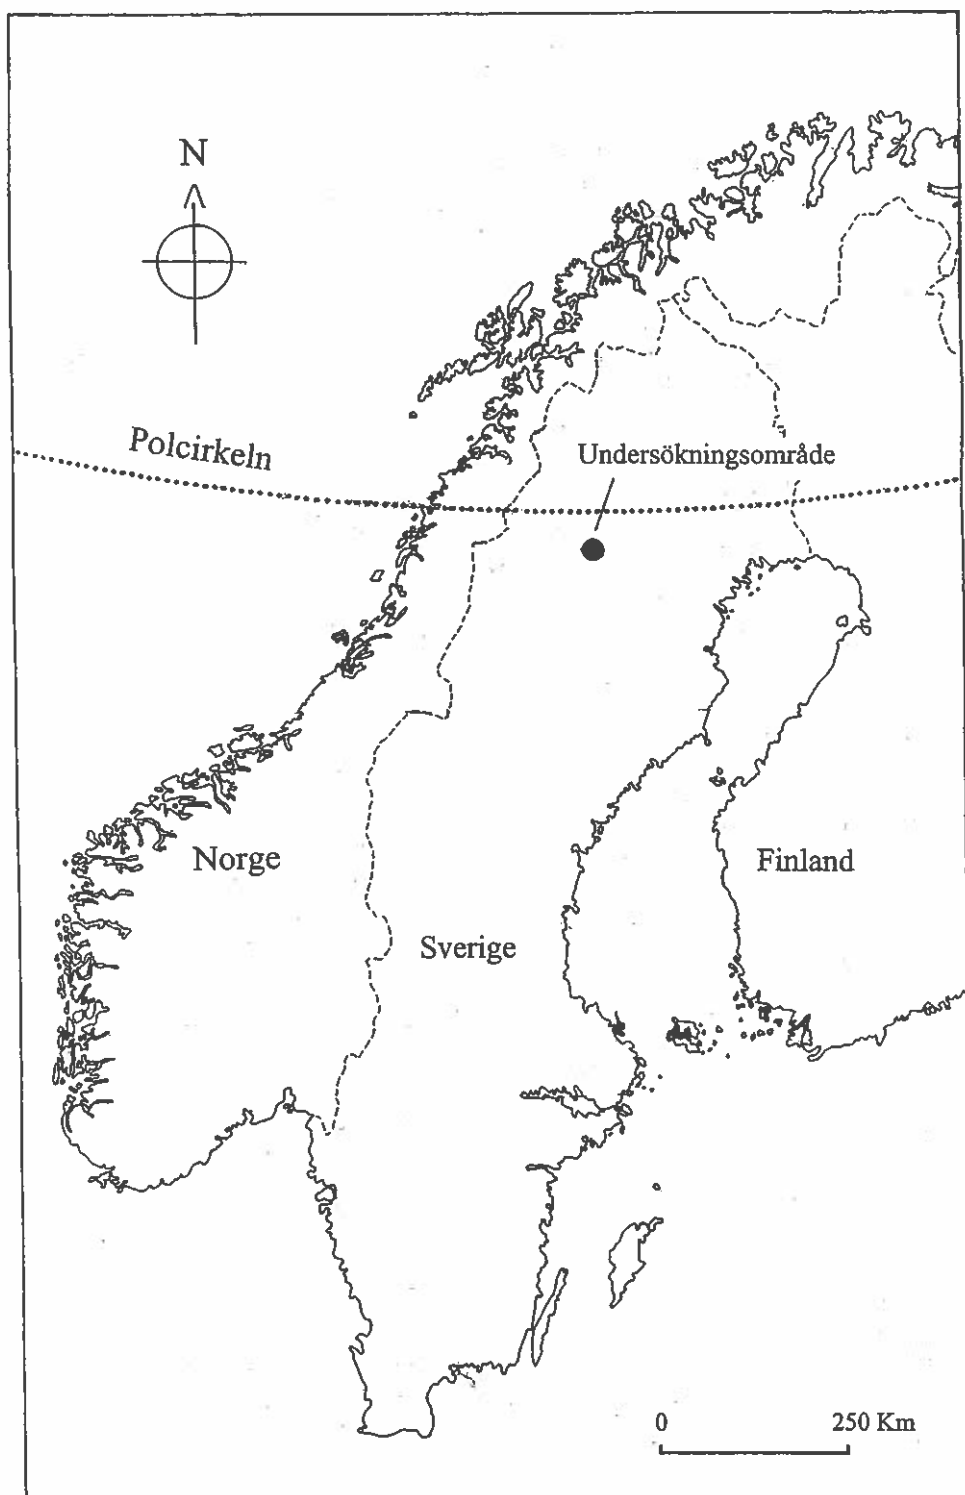 N
Polcirkeln
Undersökningsområde
Norge
Finland
Sverige
0 250 Km